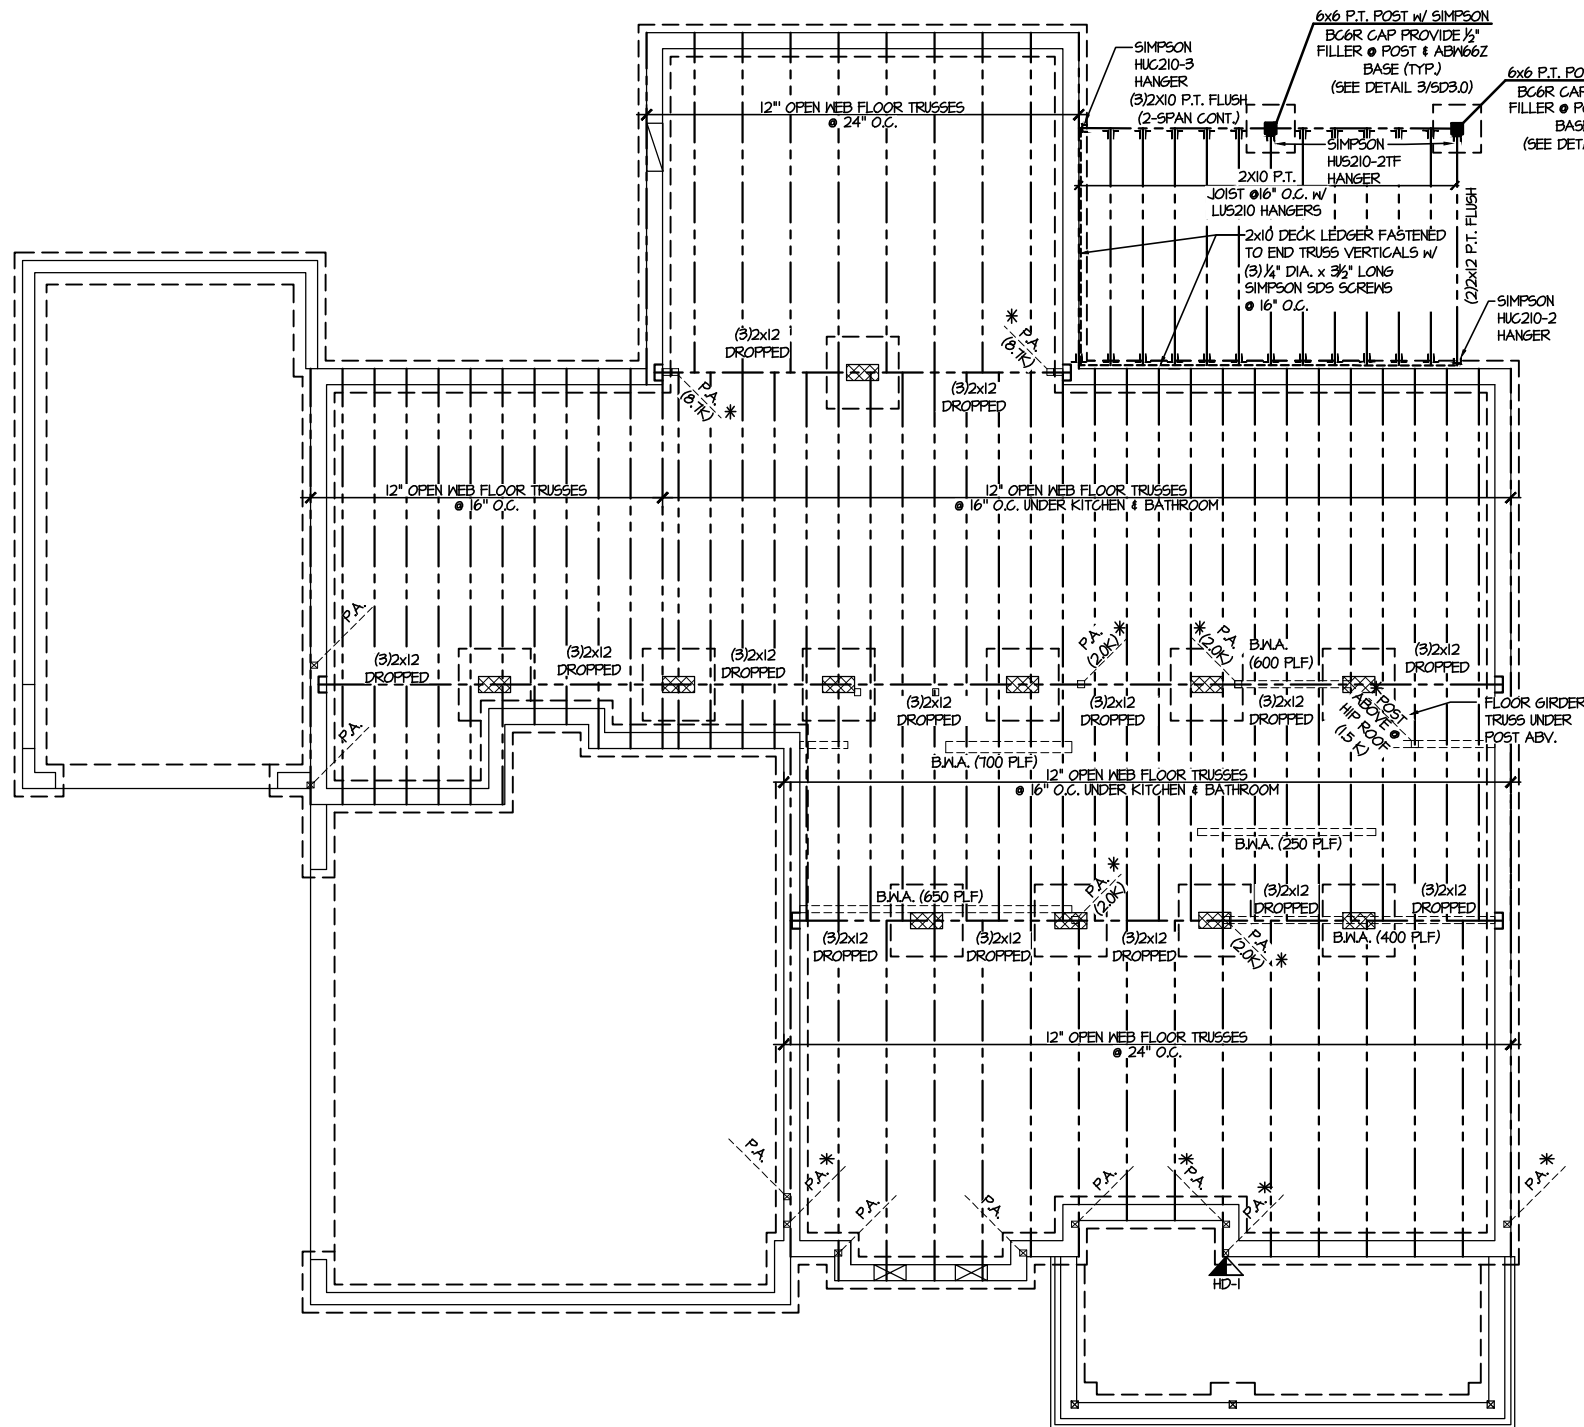 6x6 P.T. POST W/ SIMPSON
BC6R CAP PROVIDE ½"
FILLER @ POST & ABW66Z
BASE (TYP.)
(SEE DETAIL 3/SD3.0)
6x6 P.T. PO
BC6R CAP
FILLER @ P
BAS
(SEE DET
SIMPSON
HUC210-3
HANGER
(3)2X10 P.T. FLUSH
(2-SPAN CONT.)
12"' OPEN WEB FLOOR TRUSSES
@ 24" O.C.
SIMPSON
HUS210-2TF
HANGER
2X10 P.T.
JOIST @16" O.C. W/
LUS210 HANGERS
(2)2x12 P.T. FLUSH
2x10 DECK LEDGER FASTENED
TO END TRUSS VERTICALS W/
(3) ¼" DIA. x 3½" LONG
SIMPSON SDS SCREWS
@ 16" O.C.
SIMPSON
HUC210-2
HANGER
(3)2x12
DROPPED
* P.A.
(8.7K)
P.A.
(8.7K) *
(3)2x12
DROPPED
12" OPEN WEB FLOOR TRUSSES
@ 16" O.C.
12" OPEN WEB FLOOR TRUSSES
@ 16" O.C. UNDER KITCHEN & BATHROOM
P.A.
(3)2x12
DROPPED
(3)2x12
DROPPED
(3)2x12
DROPPED
P.A. *
(2.0K)
* P.A.
(2.0K)
B.W.A.
(600 PLF)
(3)2x12
DROPPED
(3)2x12
DROPPED
(3)2x12
DROPPED
(3)2x12
DROPPED
* POST
ABOVE @
HIP ROOF
(1.5 K)
FLOOR GIRDER
TRUSS UNDER
POST ABV.
P.A.
B.W.A. (700 PLF)
12" OPEN WEB FLOOR TRUSSES
@ 16" O.C. UNDER KITCHEN & BATHROOM
B.W.A. (250 PLF)
B.W.A. (650 PLF)
P.A. *
(2.0K)
(3)2x12
DROPPED
(3)2x12
DROPPED
(3)2x12
DROPPED
(3)2x12
DROPPED
(3)2x12
DROPPED
P.A.
(2.0K) *
B.W.A. (400 PLF)
12" OPEN WEB FLOOR TRUSSES
@ 24" O.C.
P.A.
P.A. *
P.A.
P.A.
P.A.
* P.A.
P.A. *
P.A. *
HD-1